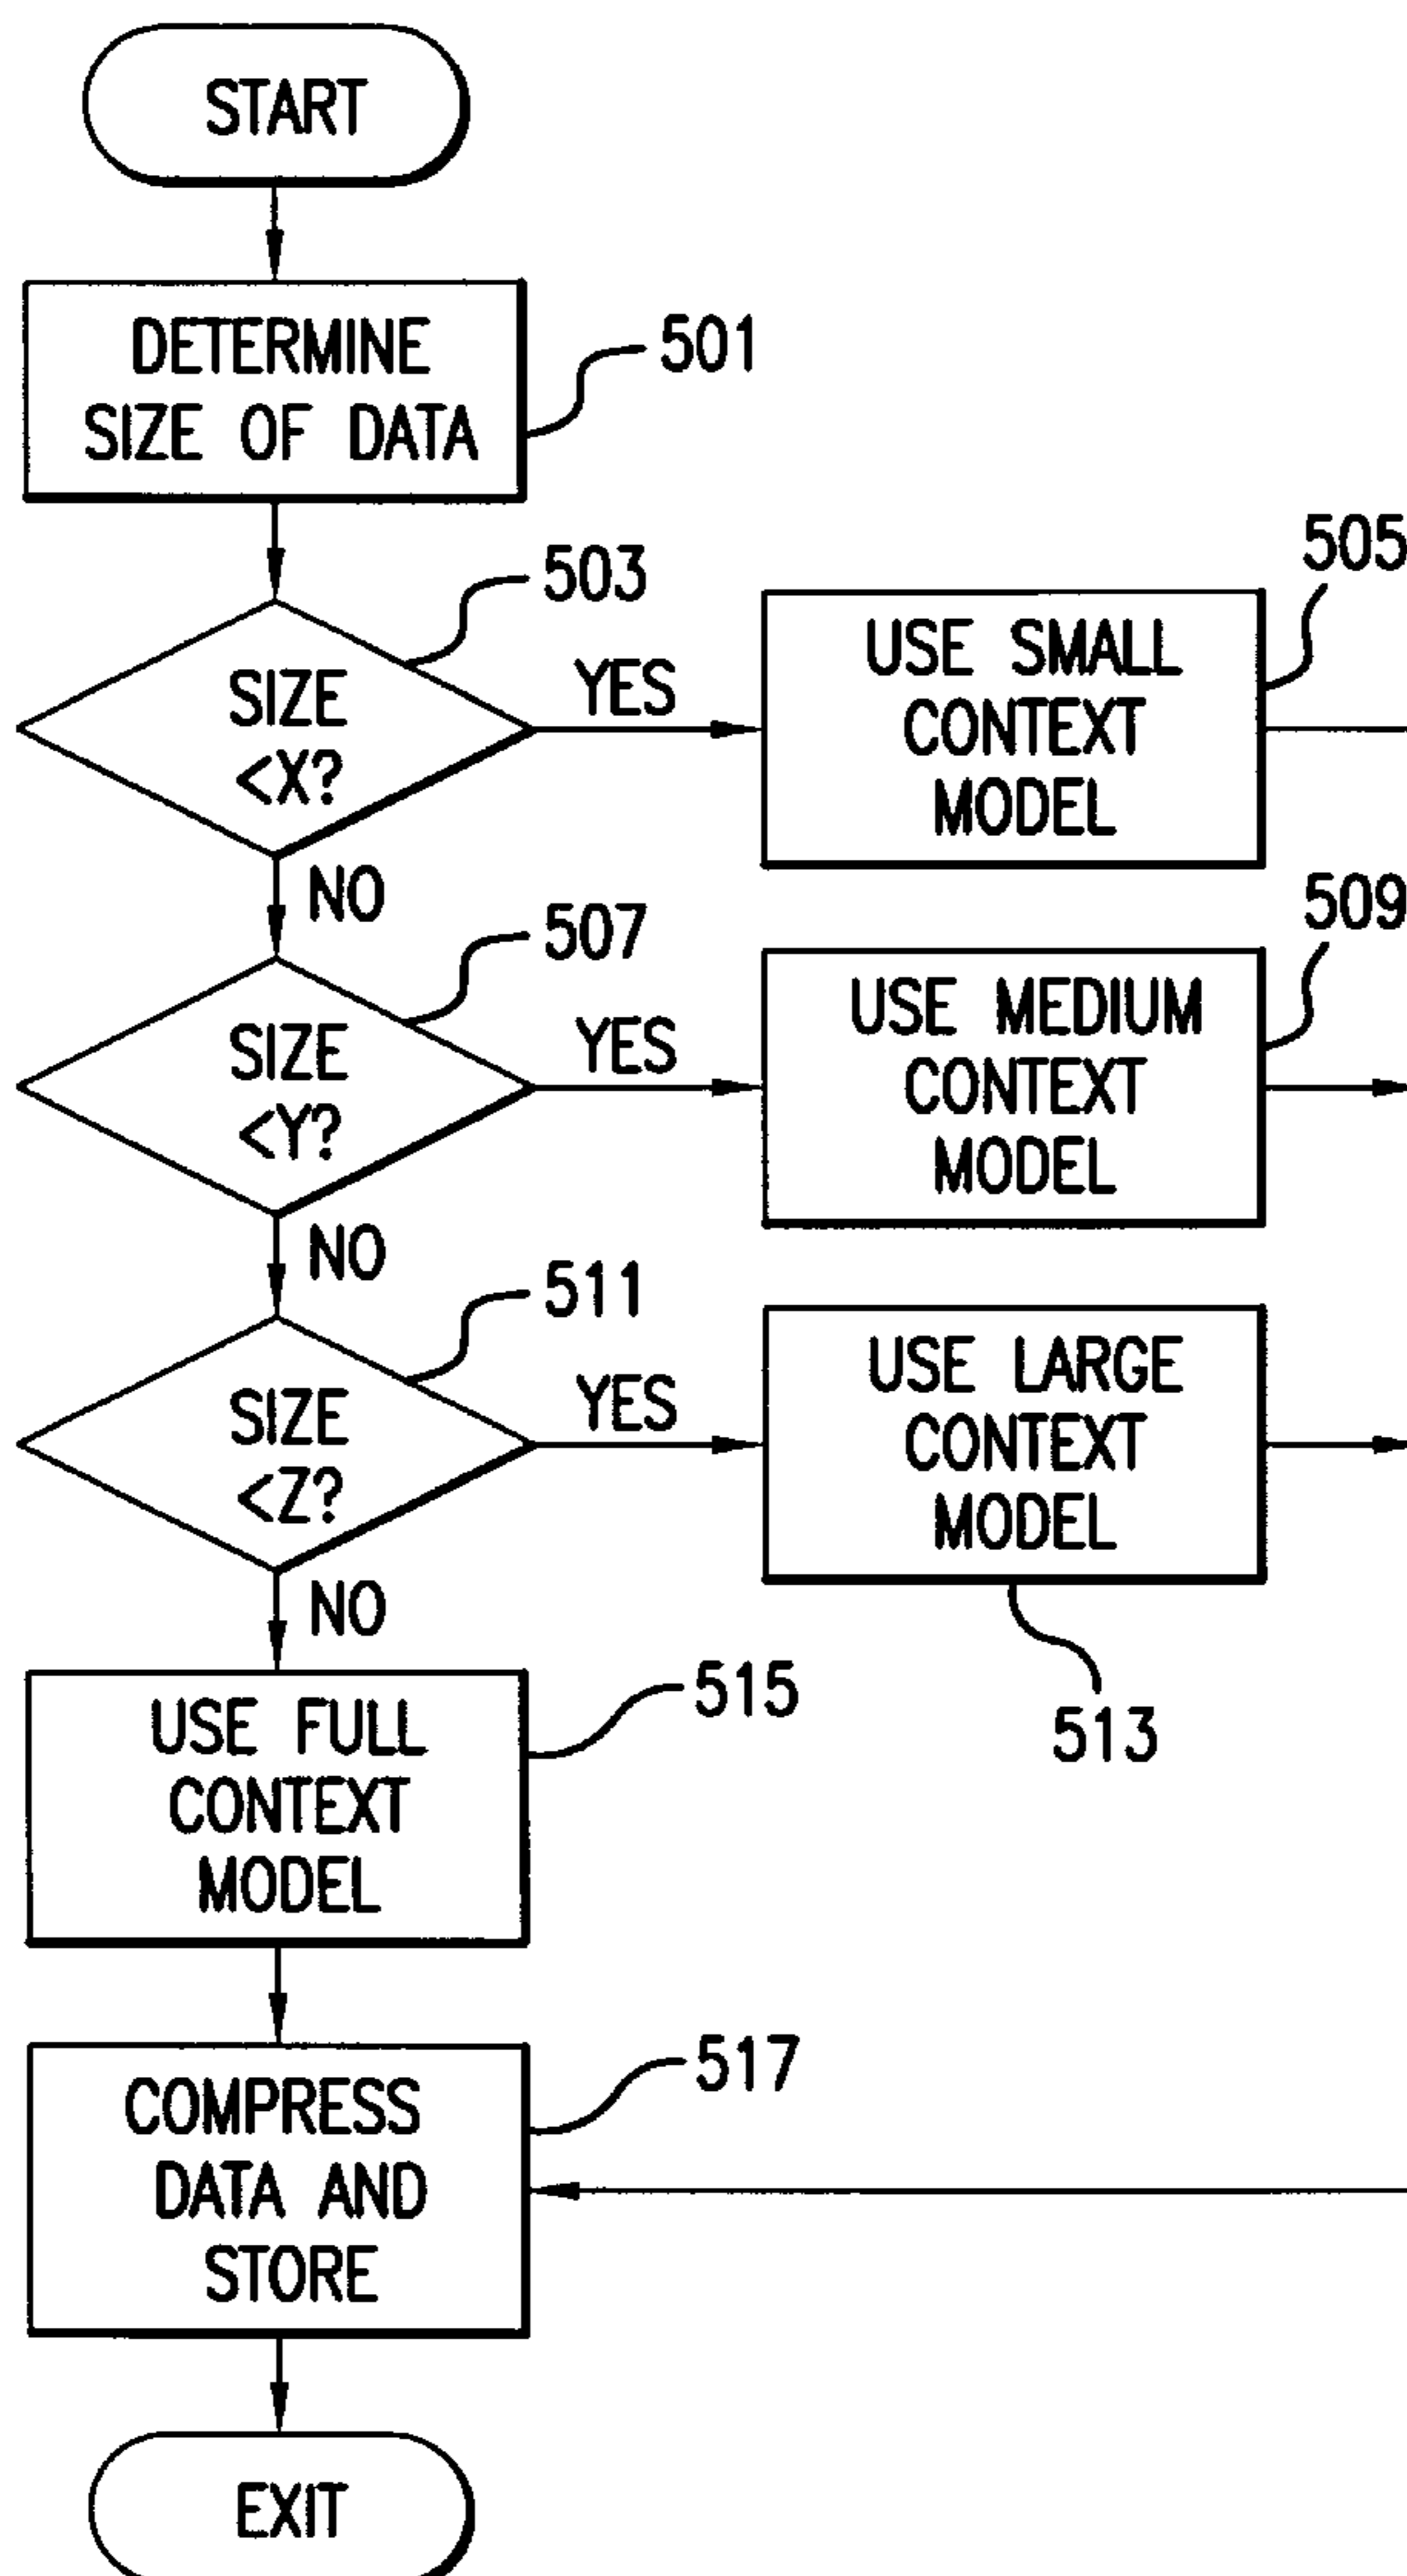 START
DETERMINE
SIZE OF DATA
501
503
SIZE
<X?
YES
USE SMALL
CONTEXT
MODEL
505
NO
507
SIZE
<Y?
YES
USE MEDIUM
CONTEXT
MODEL
509
NO
511
SIZE
<Z?
YES
USE LARGE
CONTEXT
MODEL
513
NO
USE FULL
CONTEXT
MODEL
515
COMPRESS
DATA AND
STORE
517
EXIT